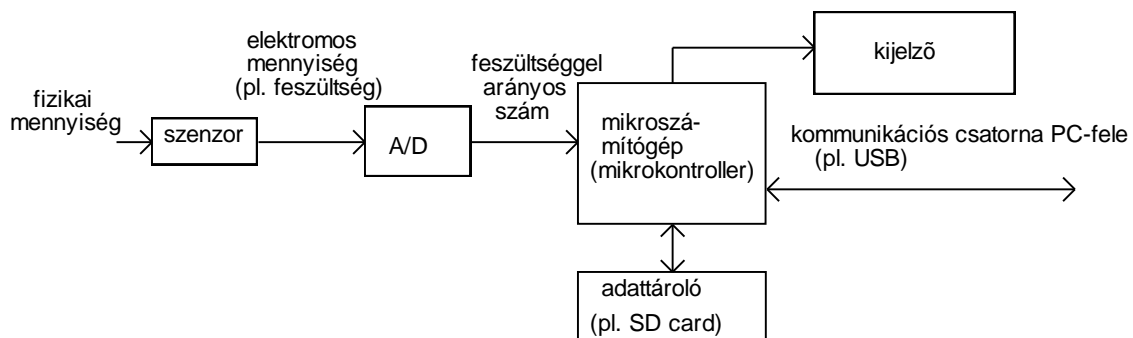 fizikai
mennyiség
szenzor
elektromos
mennyiség
(pl. feszültség)
A/D
feszültséggel
arányos
szám
mikroszá-
mítógép
(mikrokontroller)
kijelzõ
kommunikációs csatorna PC-fele
(pl. USB)
adattároló
(pl. SD card)